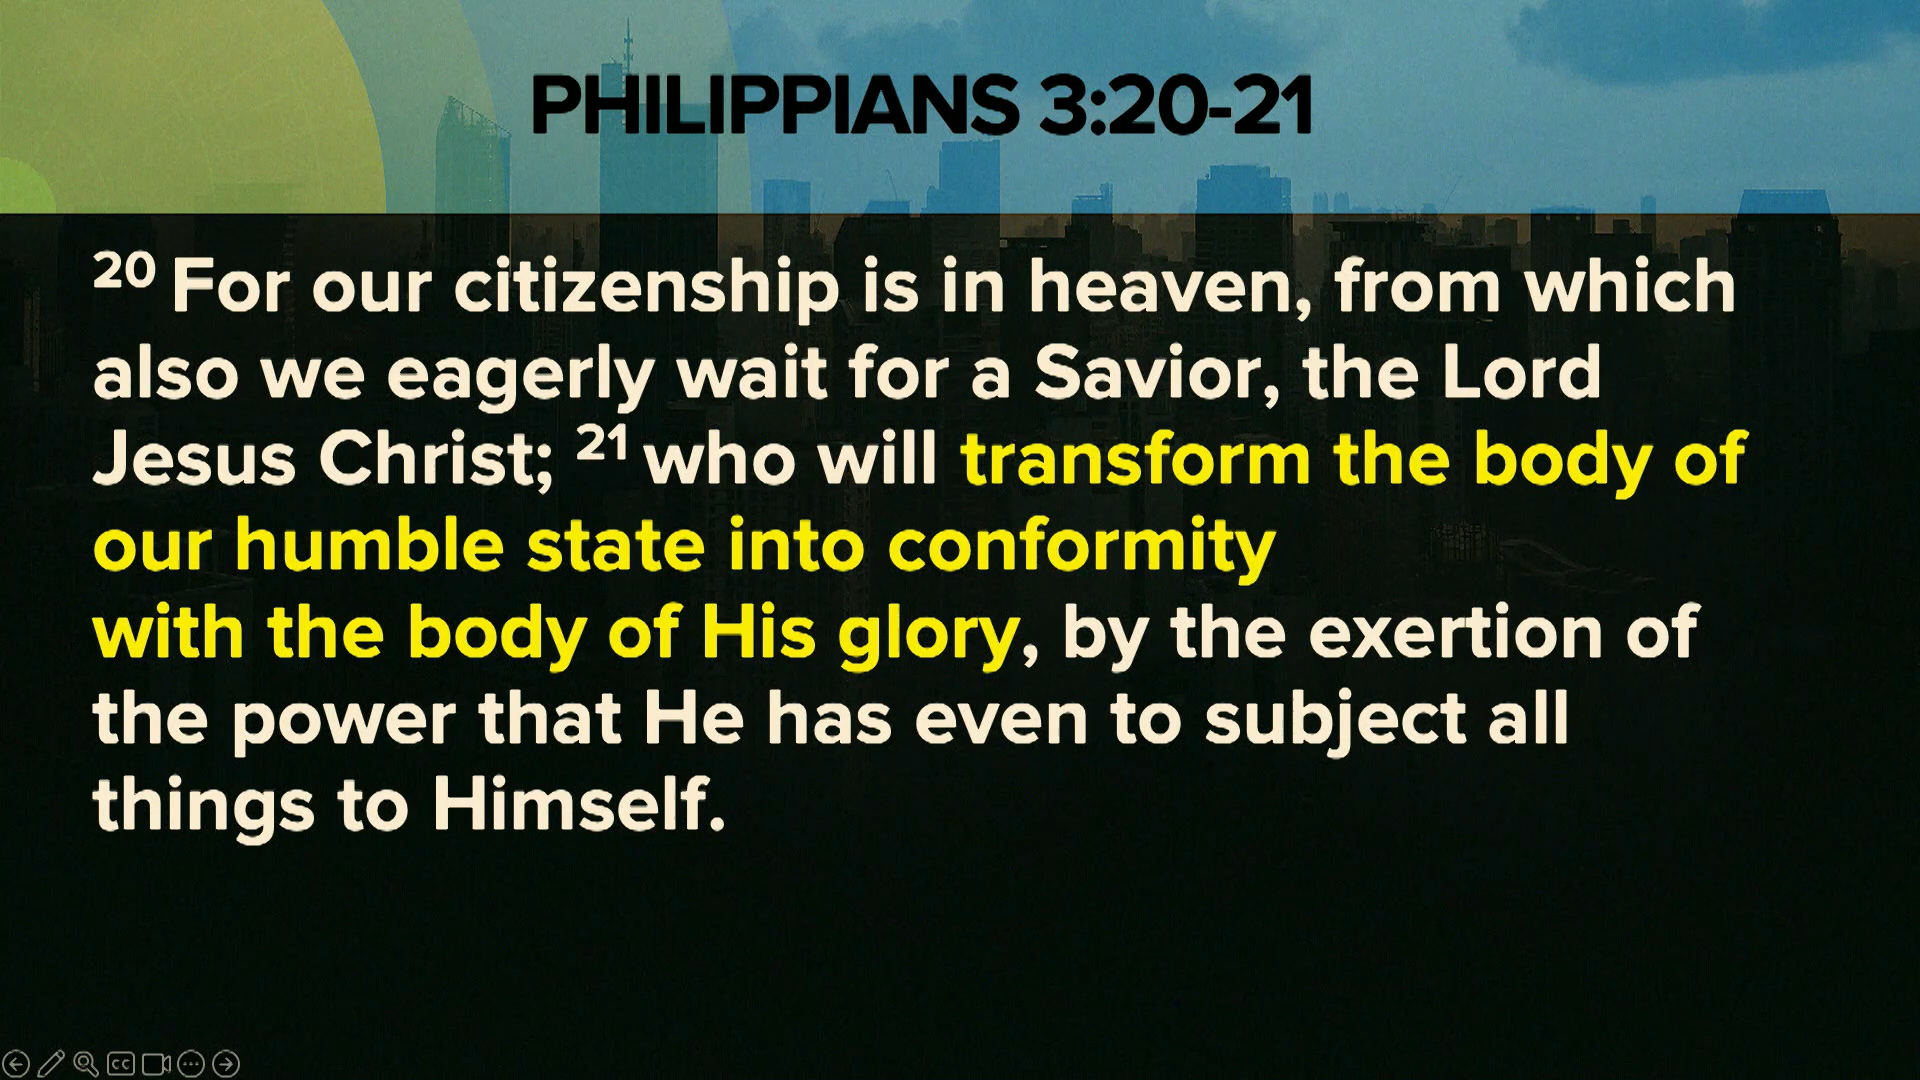 PHILIPPIANS 3:20-21
20 For our citizenship is in heaven, from which
also we eagerly wait for a Savior, the Lord
Jesus Christ; 21 who will transform the body of
our humble state into conformity
with the body of His glory, by the exertion of
the power that He has even to subject all
things to Himself.
CC